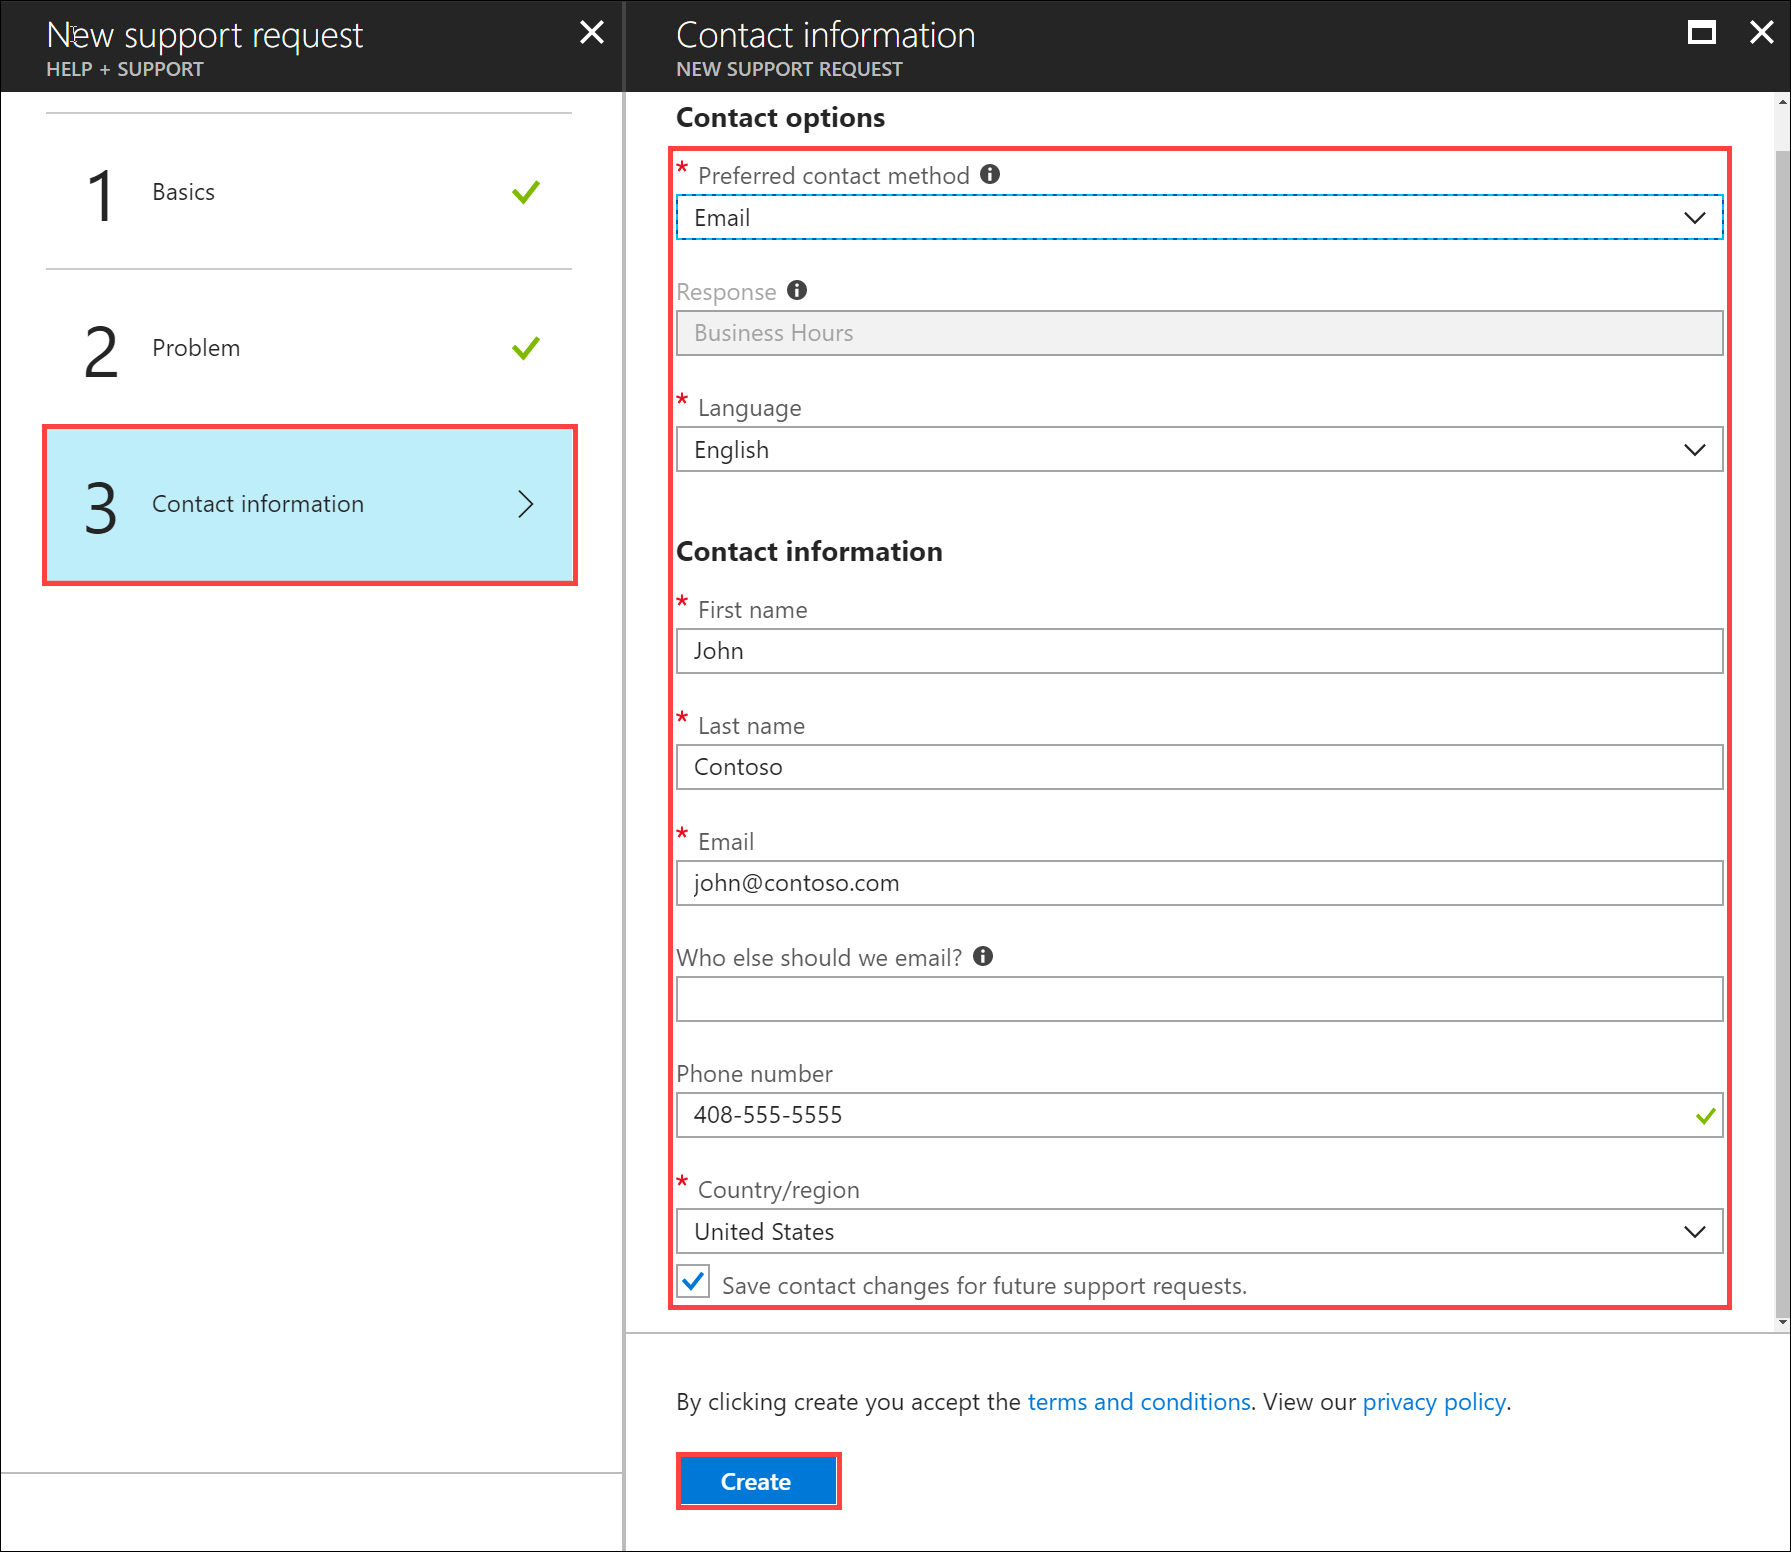 New support request
HELP + SUPPORT
1 Basics
2 Problem
3 Contact information
Contact information
NEW SUPPORT REQUEST
Contact options
* Preferred contact method
Email
Response
Business Hours
* Language
English
Contact information
* First name
John
* Last name
Contoso
* Email
john@contoso.com
Who else should we email?
Phone number
408-555-5555
* Country/region
United States
Save contact changes for future support requests.
By clicking create you accept the terms and conditions. View our privacy policy.
Create